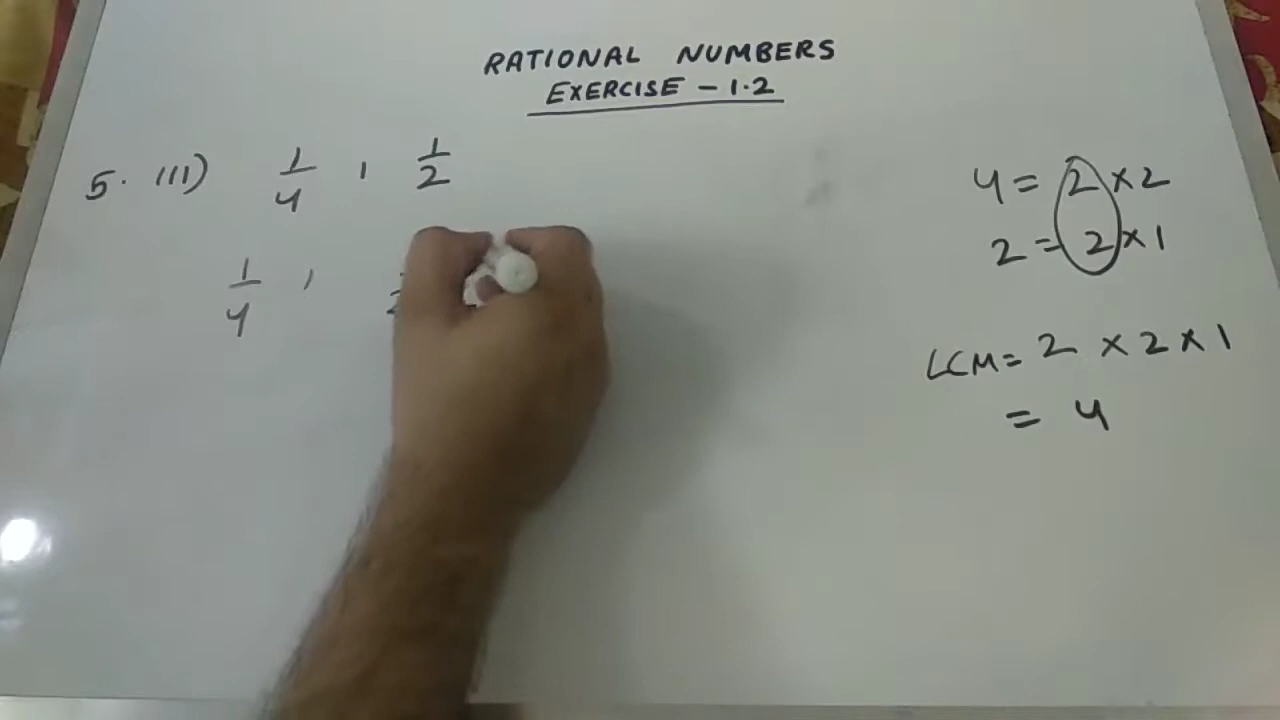 RATIONAL NUMBERS
EXERCISE - 1.2
5. iii) 1/4 , 1/2
1/4 ,
4 = 2 × 2
2 = 2 × 1
LCM = 2 × 2 × 1
= 4